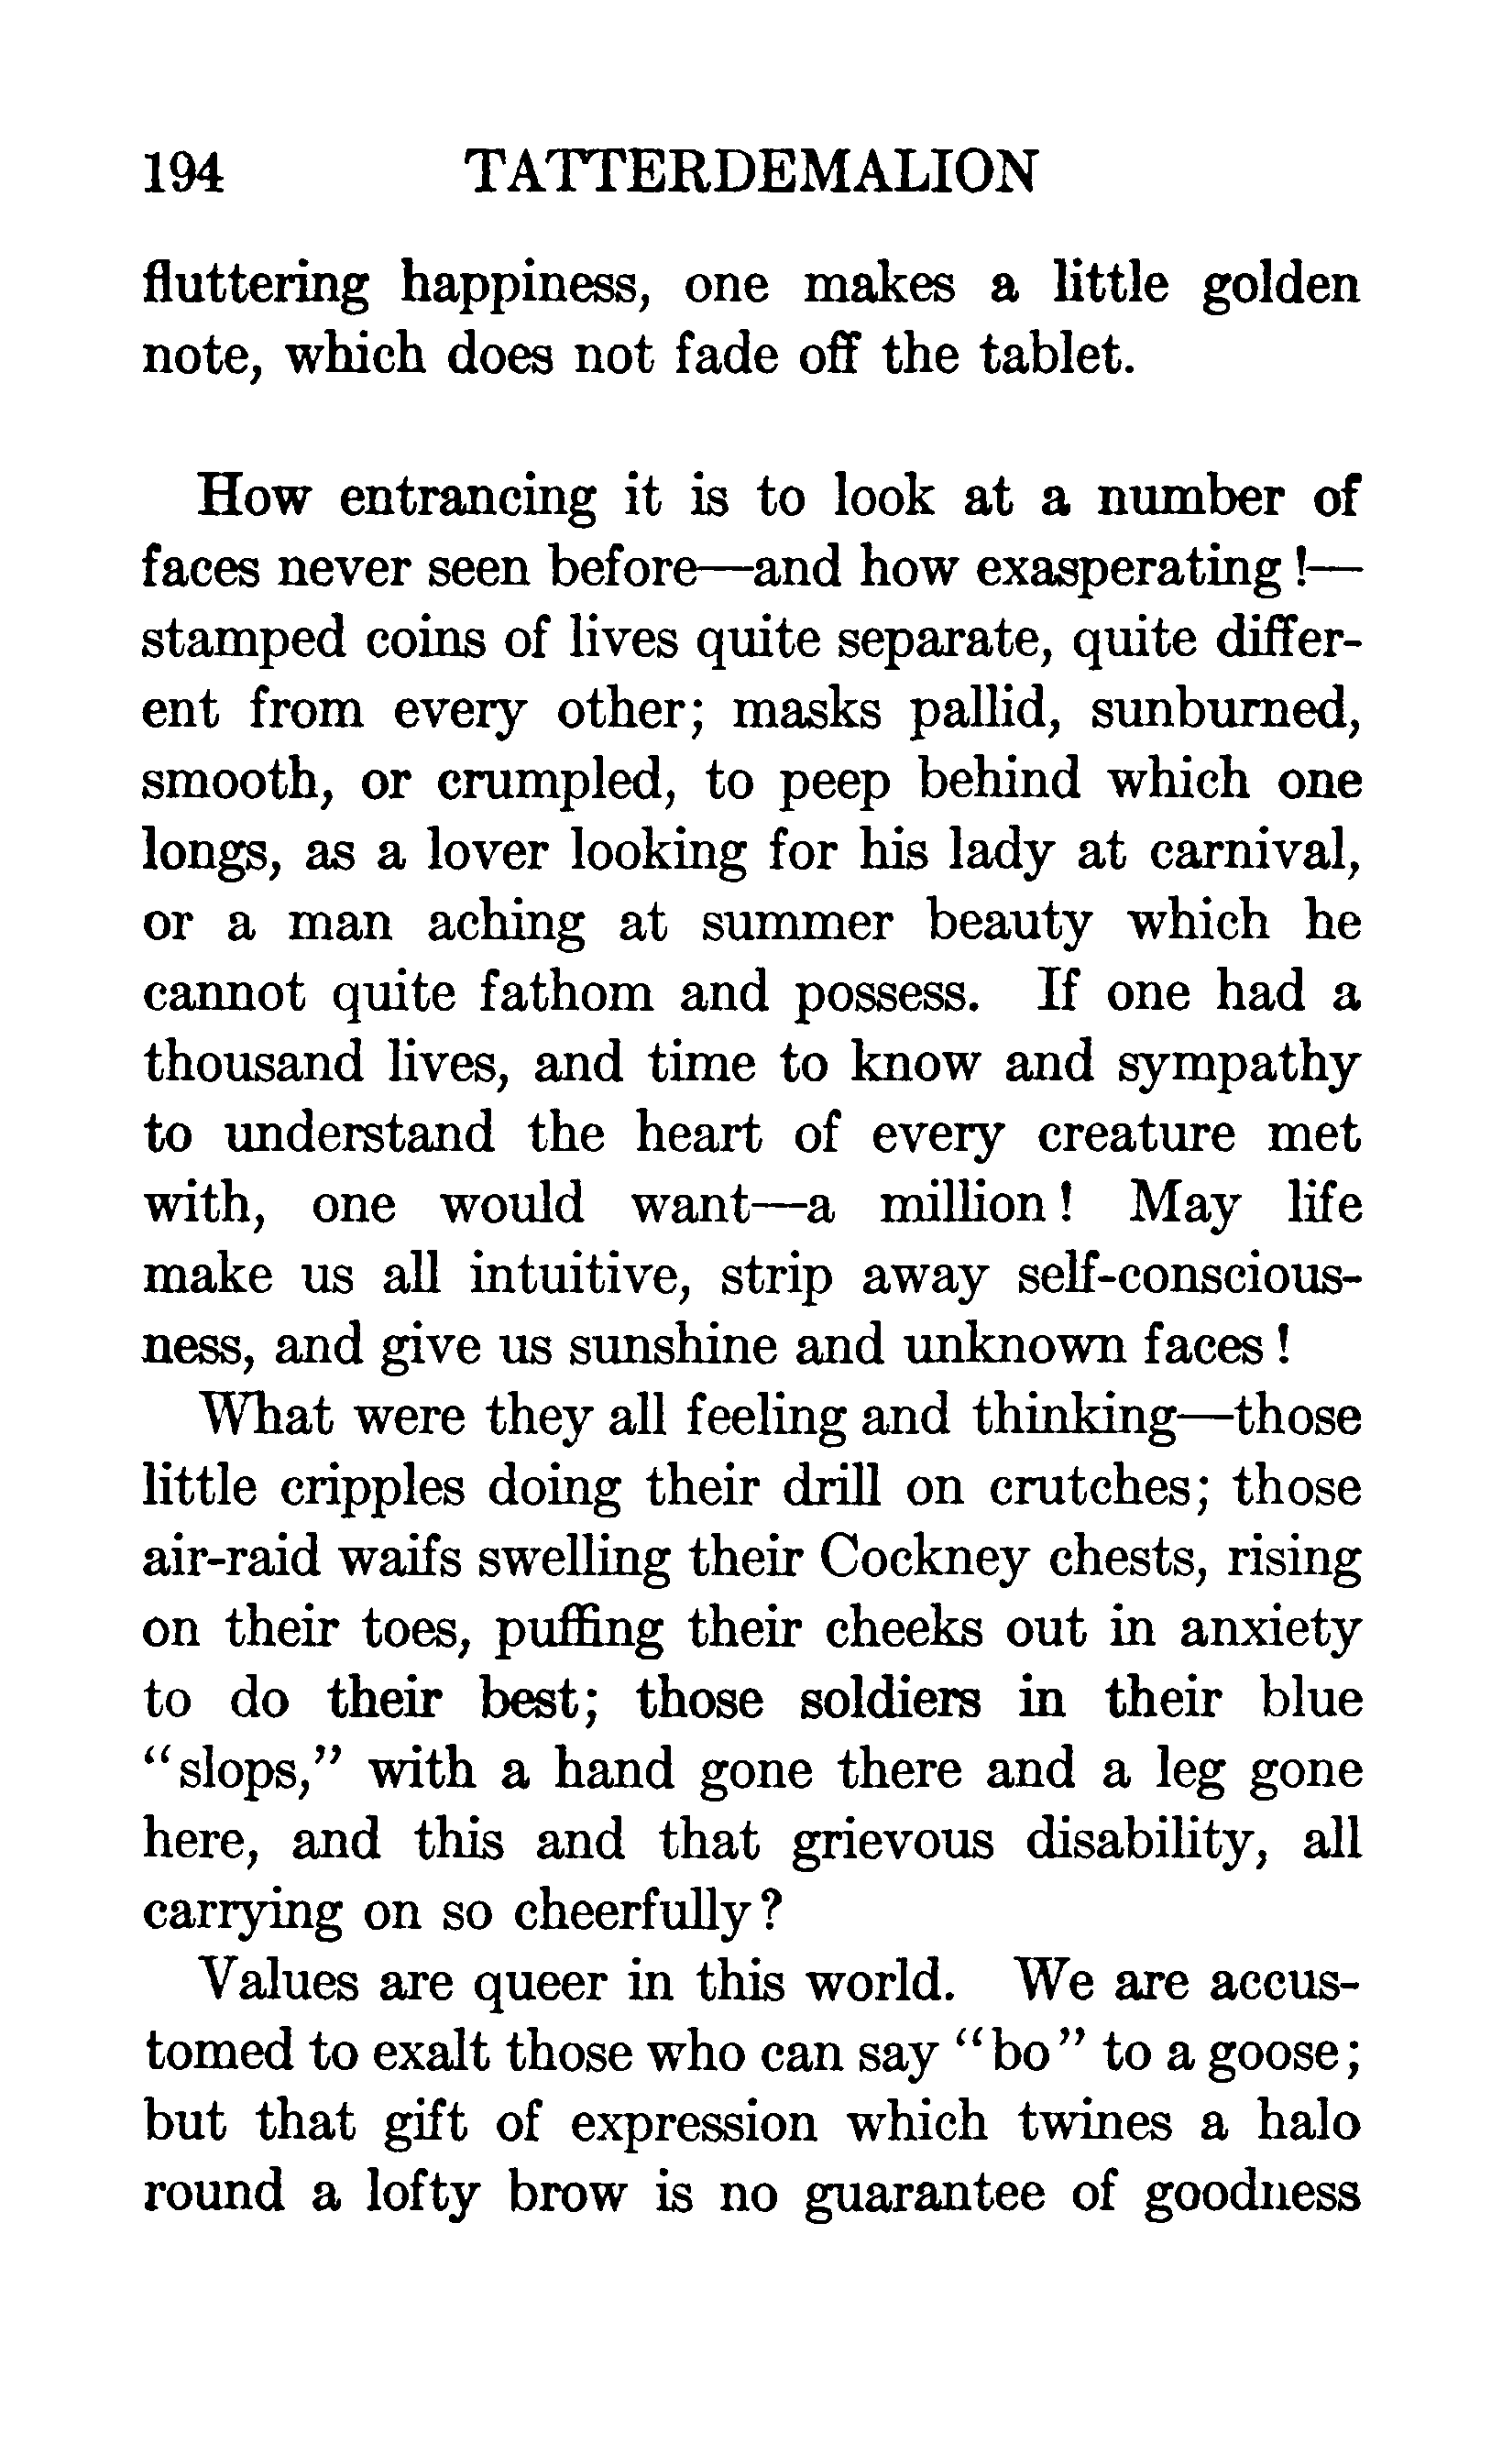 194 TATTERDEMALION
fluttering happiness, one makes a little golden
note, which does not fade off the tablet.
How entrancing it is to look at a number of
faces never seen before—and how exasperating!—
stamped coins of lives quite separate, quite differ-
ent from every other; masks pallid, sunburned,
smooth, or crumpled, to peep behind which one
longs, as a lover looking for his lady at carnival,
or a man aching at summer beauty which he
cannot quite fathom and possess. If one had a
thousand lives, and time to know and sympathy
to understand the heart of every creature met
with, one would want—a million! May life
make us all intuitive, strip away self-conscious-
ness, and give us sunshine and unknown faces!
What were they all feeling and thinking—those
little cripples doing their drill on crutches; those
air-raid waifs swelling their Cockney chests, rising
on their toes, puffing their cheeks out in anxiety
to do their best; those soldiers in their blue
"slops," with a hand gone there and a leg gone
here, and this and that grievous disability, all
carrying on so cheerfully?
Values are queer in this world. We are accus-
tomed to exalt those who can say "bo" to a goose;
but that gift of expression which twines a halo
round a lofty brow is no guarantee of goodness